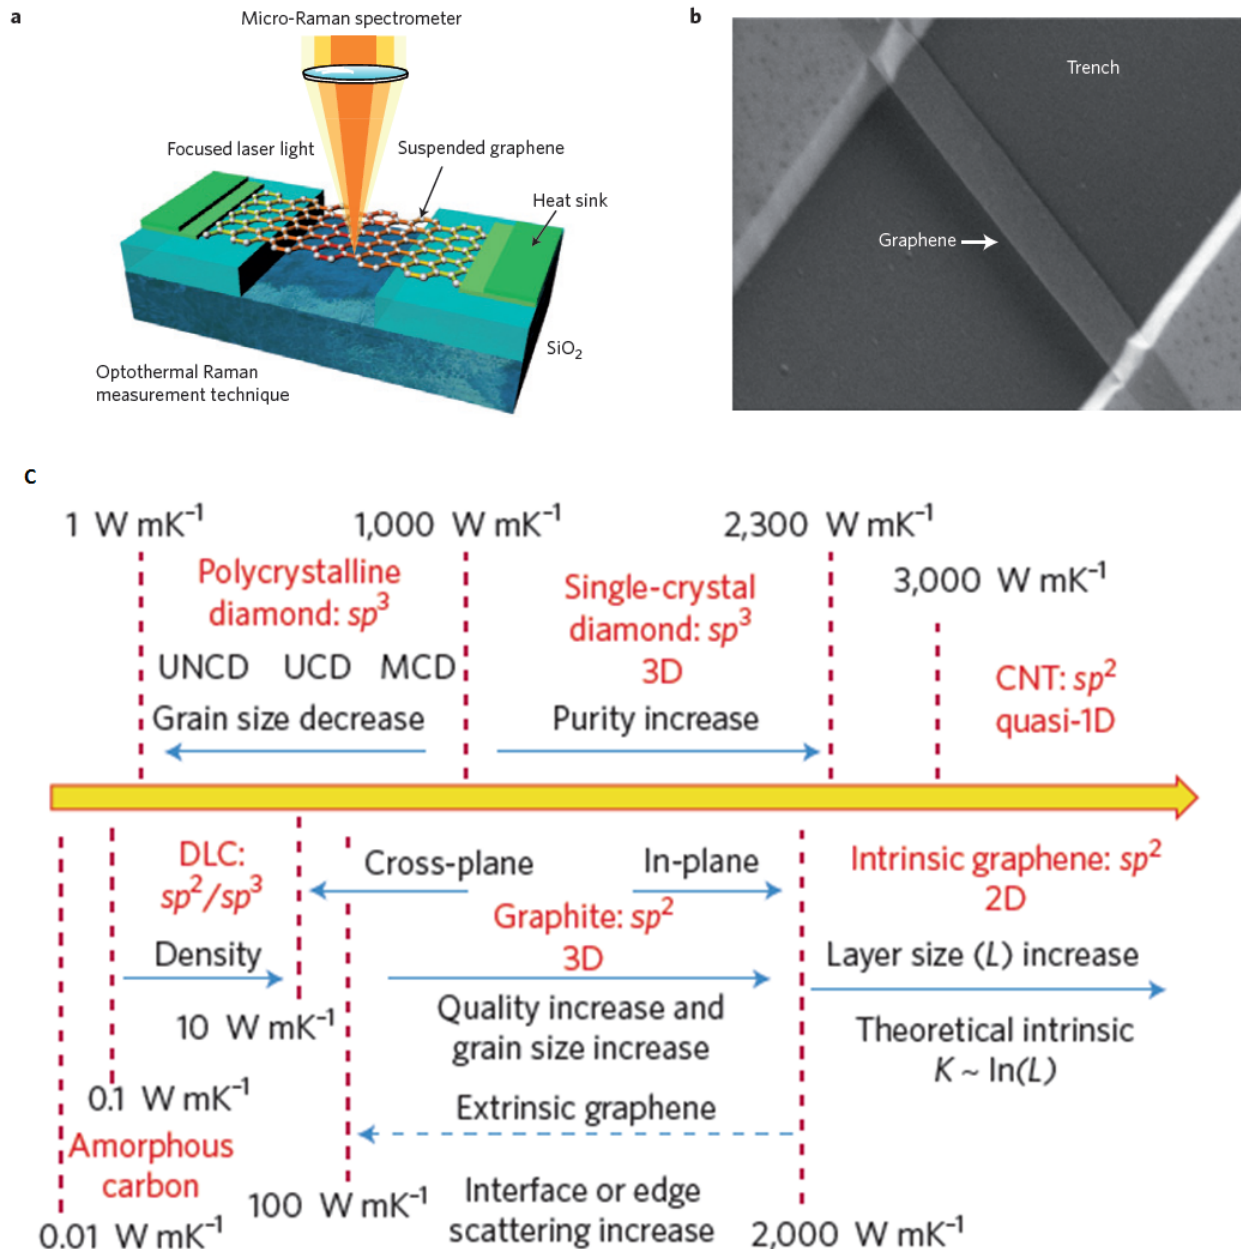 a
Micro-Raman spectrometer
Focused laser light
Suspended graphene
Heat sink
SiO₂
Optothermal Raman
measurement technique
b
Trench
Graphene
c
1 W mK⁻¹
1,000 W mK⁻¹
2,300 W mK⁻¹
3,000 W mK⁻¹
Polycrystalline
diamond: sp³
UNCD UCD MCD
Grain size decrease
Single-crystal
diamond: sp³
3D
Purity increase
CNT: sp²
quasi-1D
DLC:
sp²/sp³
Density
10 W mK⁻¹
0.1 W mK⁻¹
Amorphous
carbon
0.01 W mK⁻¹
Cross-plane
In-plane
Graphite: sp²
3D
Quality increase and
grain size increase
Extrinsic graphene
100 W mK⁻¹
Interface or edge
scattering increase
2,000 W mK⁻¹
Intrinsic graphene: sp²
2D
Layer size (L) increase
Theoretical intrinsic
K ~ ln(L)